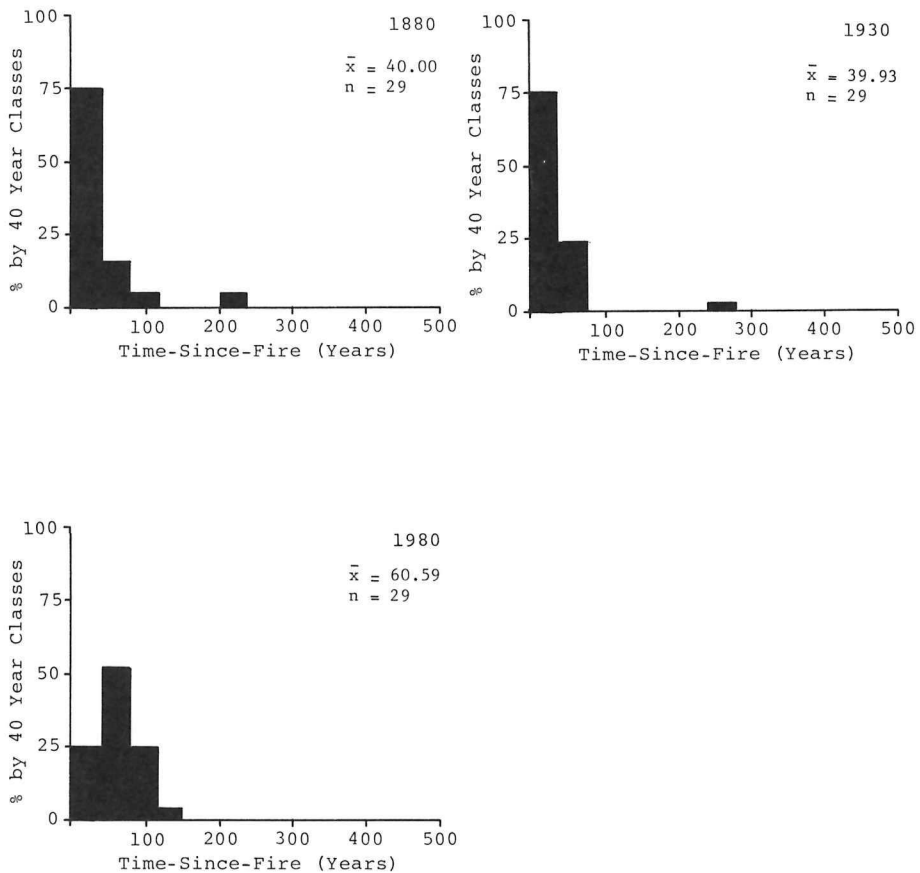 1880
x̄ = 40.00
n = 29
% by 40 Year Classes
100
75
50
25
0
100 200 300 400 500
Time-Since-Fire (Years)
1930
x̄ = 39.93
n = 29
% by 40 Year Classes
100
75
50
25
0
100 200 300 400 500
Time-Since-Fire (Years)
1980
x̄ = 60.59
n = 29
% by 40 Year Classes
100
75
50
25
0
100 200 300 400 500
Time-Since-Fire (Years)